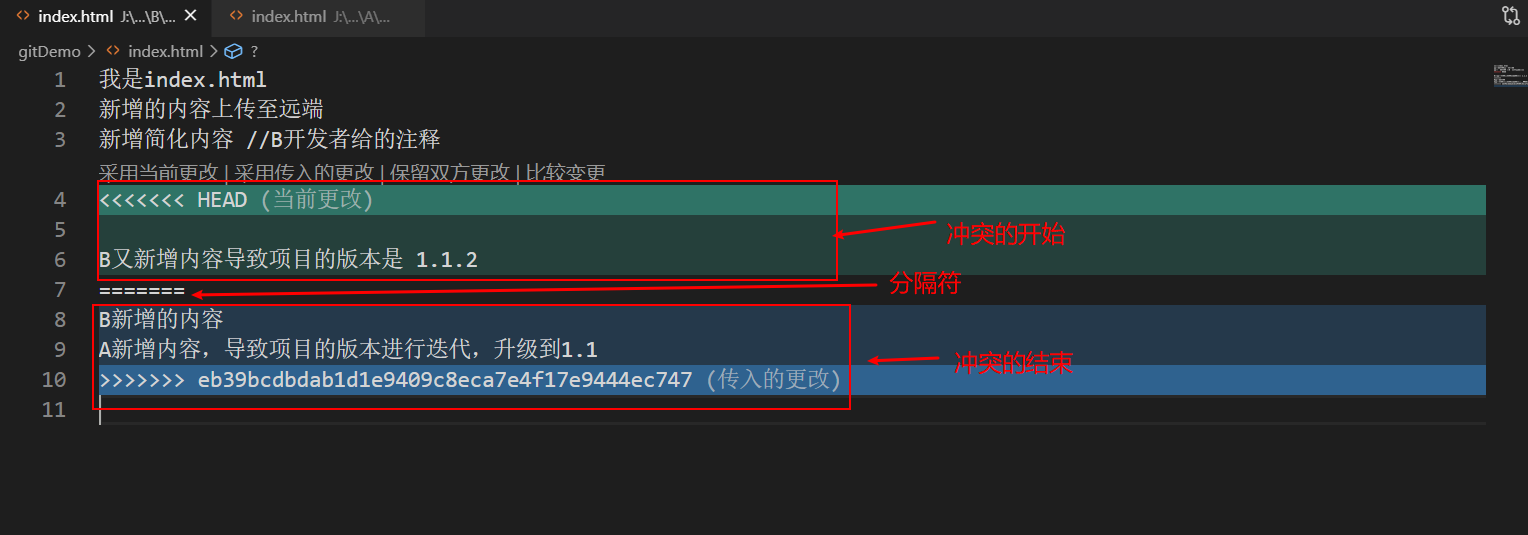 index.html J:\...\B\... index.html J:\...\A\...
gitDemo index.html ?
1 我是index.html
2 新增的内容上传至远端
3 新增简化内容 //B开发者给的注释
采用当前更改 | 采用传入的更改 | 保留双方更改 | 比较变更
4 <<<<<<< HEAD (当前更改)
5
冲突的开始
6 B又新增内容导致项目的版本是 1.1.2
7 =======
分隔符
8 B新增的内容
9 A新增内容，导致项目的版本进行迭代，升级到1.1
冲突的结束
10 >>>>>>> eb39bcdbdab1d1e9409c8eca7e4f17e9444ec747 (传入的更改)
11